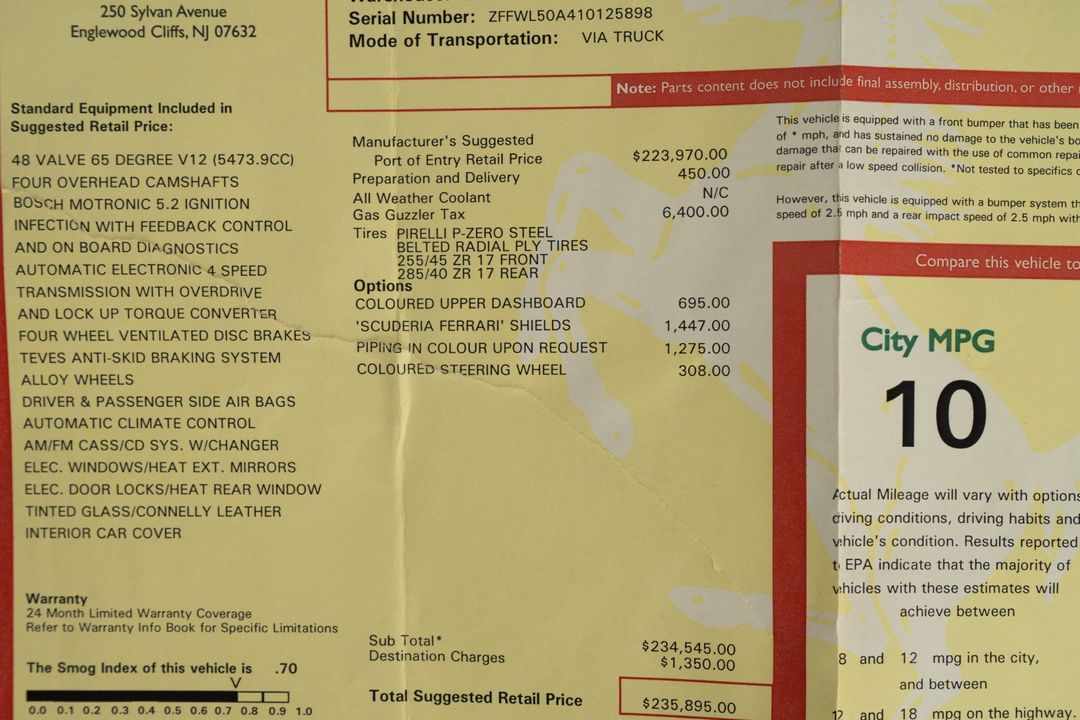 250 Sylvan Avenue
Englewood Cliffs, NJ 07632
Serial Number: ZFFWL50A410125898
Mode of Transportation: VIA TRUCK
Note: Parts content does not include final assembly, distribution, or other
Standard Equipment Included in
Suggested Retail Price:
48 VALVE 65 DEGREE V12 (5473.9CC)
FOUR OVERHEAD CAMSHAFTS
BOSCH MOTRONIC 5.2 IGNITION
INFECTION WITH FEEDBACK CONTROL
AND ON BOARD DIAGNOSTICS
AUTOMATIC ELECTRONIC 4 SPEED
TRANSMISSION WITH OVERDRIVE
AND LOCK UP TORQUE CONVERTER
FOUR WHEEL VENTILATED DISC BRAKES
TEVES ANTI-SKID BRAKING SYSTEM
ALLOY WHEELS
DRIVER & PASSENGER SIDE AIR BAGS
AUTOMATIC CLIMATE CONTROL
AM/FM CASS/CD SYS. W/CHANGER
ELEC. WINDOWS/HEAT EXT. MIRRORS
ELEC. DOOR LOCKS/HEAT REAR WINDOW
TINTED GLASS/CONNELLY LEATHER
INTERIOR CAR COVER
Warranty
24 Month Limited Warranty Coverage
Refer to Warranty Info Book for Specific Limitations
The Smog Index of this vehicle is .70
0.0 0.1 0.2 0.3 0.4 0.5 0.6 0.7 0.8 0.9 1.0
Manufacturer's Suggested
Port of Entry Retail Price $223,970.00
Preparation and Delivery 450.00
All Weather Coolant N/C
Gas Guzzler Tax 6,400.00
Tires PIRELLI P-ZERO STEEL
BELTED RADIAL PLY TIRES
255/45 ZR 17 FRONT
285/40 ZR 17 REAR
Options
COLOURED UPPER DASHBOARD 695.00
'SCUDERIA FERRARI' SHIELDS 1,447.00
PIPING IN COLOUR UPON REQUEST 1,275.00
COLOURED STEERING WHEEL 308.00
Sub Total* $234,545.00
Destination Charges $1,350.00
Total Suggested Retail Price $235,895.00
This vehicle is equipped with a front bumper that has been
of * mph, and has sustained no damage to the vehicle's
damage that can be repaired with the use of common
repair after a low speed collision. *Not tested to specifics
However, this vehicle is equipped with a bumper system
speed of 2.5 mph and a rear impact speed of 2.5 mph
Compare this vehicle to
City MPG
10
Actual Mileage will vary with options
driving conditions, driving habits and
vehicle's condition. Results reported
EPA indicate that the majority of
vehicles with these estimates will
achieve between
8 and 12 mpg in the city,
and between
12 and 18 mpg on the highway.